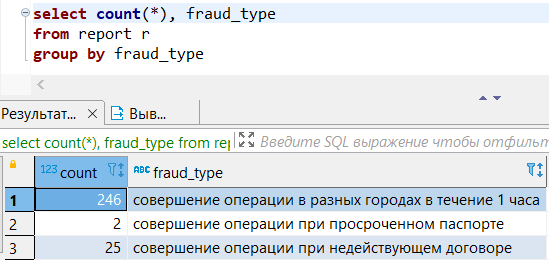 select count(*), fraud_type
from report r
group by fraud_type
Результат... Выв...
select count(*), fraud_type from rep Введите SQL выражение чтобы отфильт
123 count ABC fraud_type
1 246 совершение операции в разных городах в течение 1 часа
2 2 совершение операции при просроченном паспорте
3 25 совершение операции при недействующем договоре